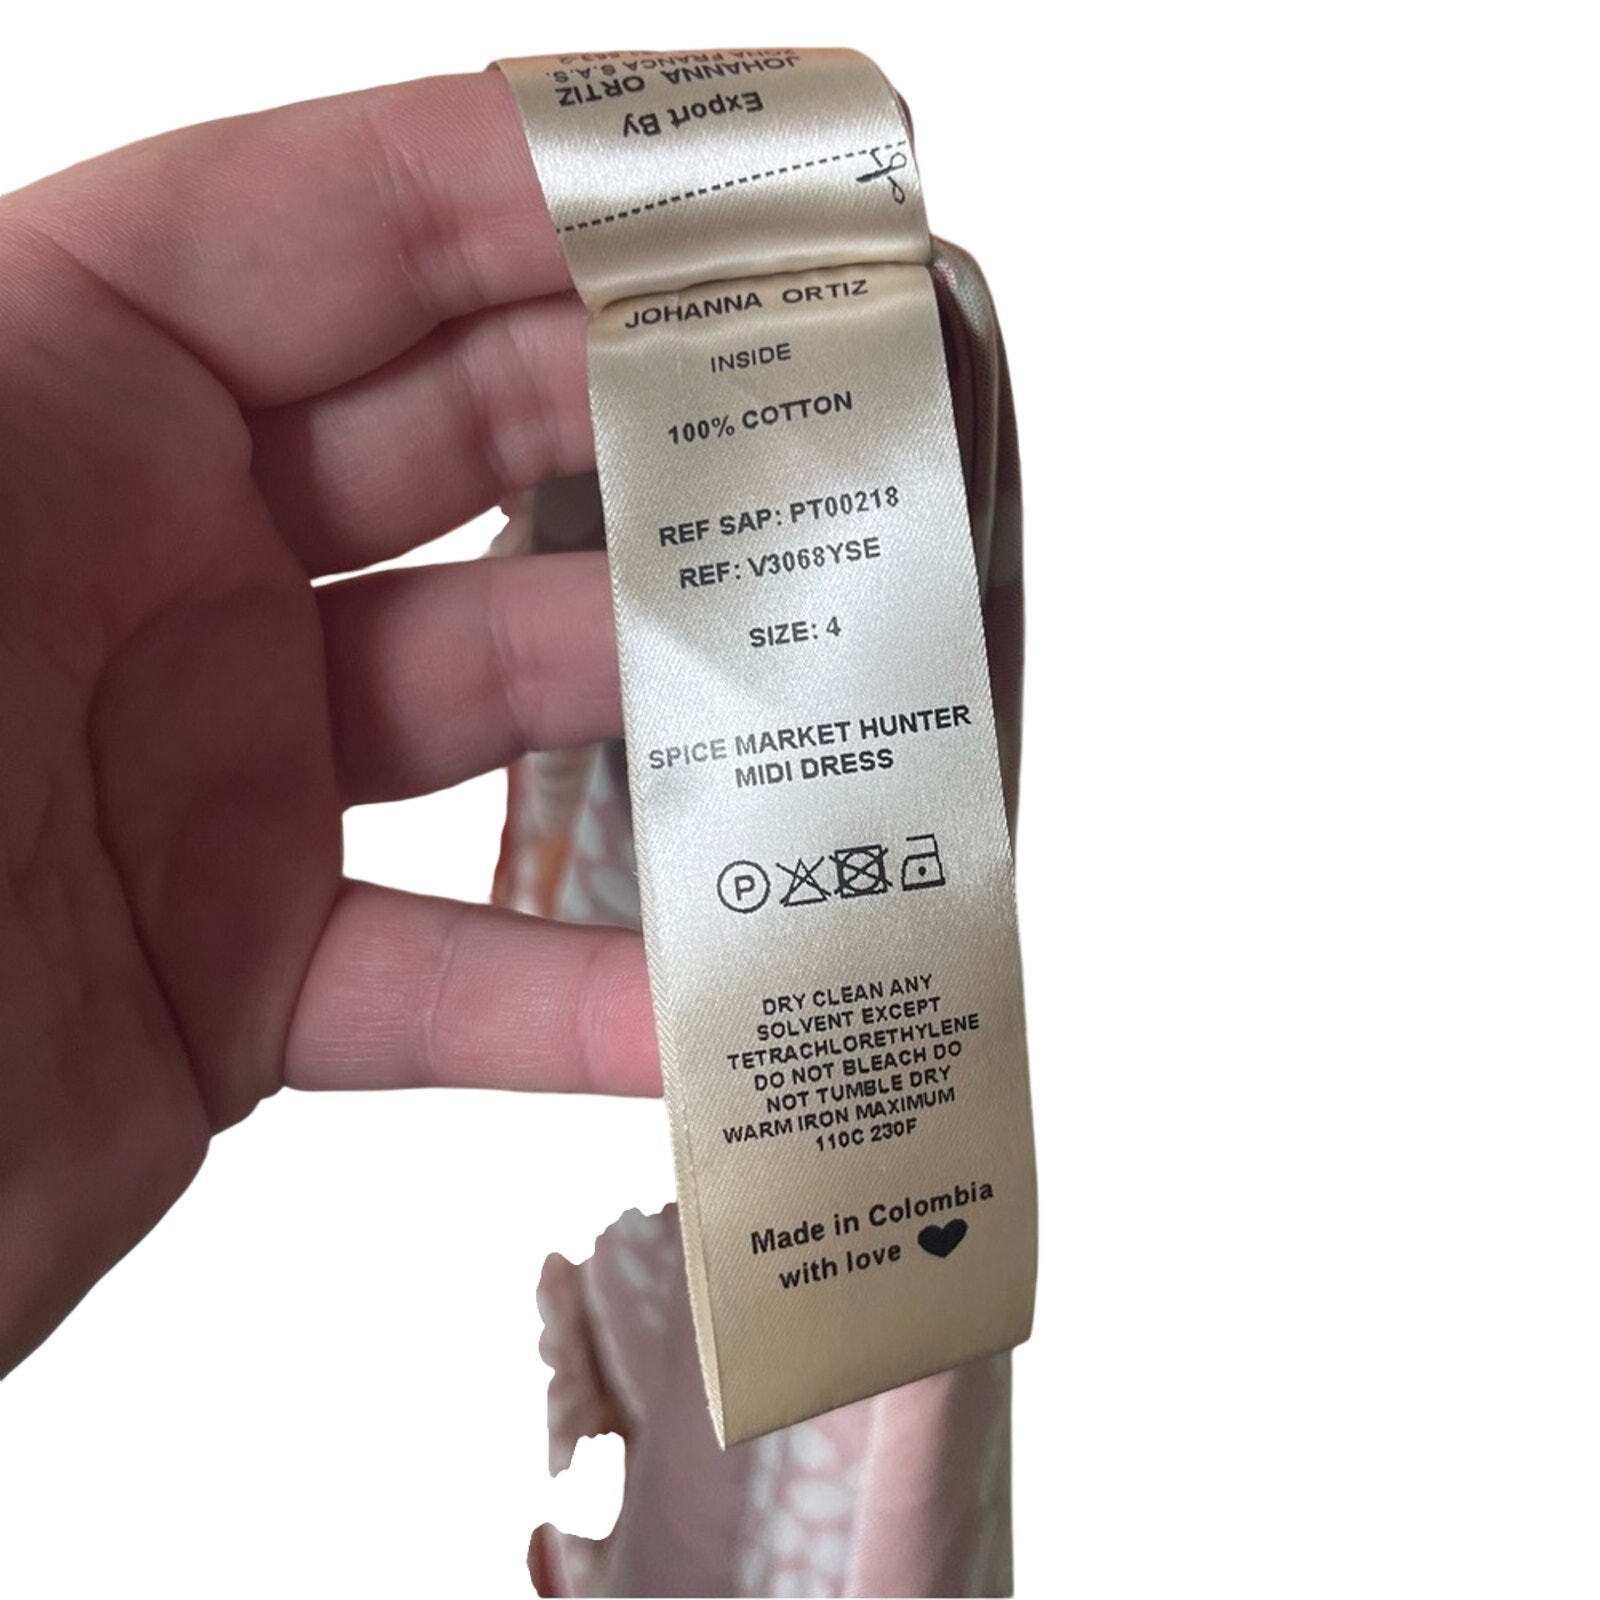 ZONA FRANCA S.A.S.
JOHANNA ORTIZ
Export By
JOHANNA ORTIZ
INSIDE
100% COTTON
REF SAP: PT00218
REF: V3068YSE
SIZE: 4
SPICE MARKET HUNTER
MIDI DRESS
P
DRY CLEAN ANY
SOLVENT EXCEPT
TETRACHLORETHYLENE
DO NOT BLEACH DO
NOT TUMBLE DRY
WARM IRON MAXIMUM
110C 230F
Made in Colombia
with love